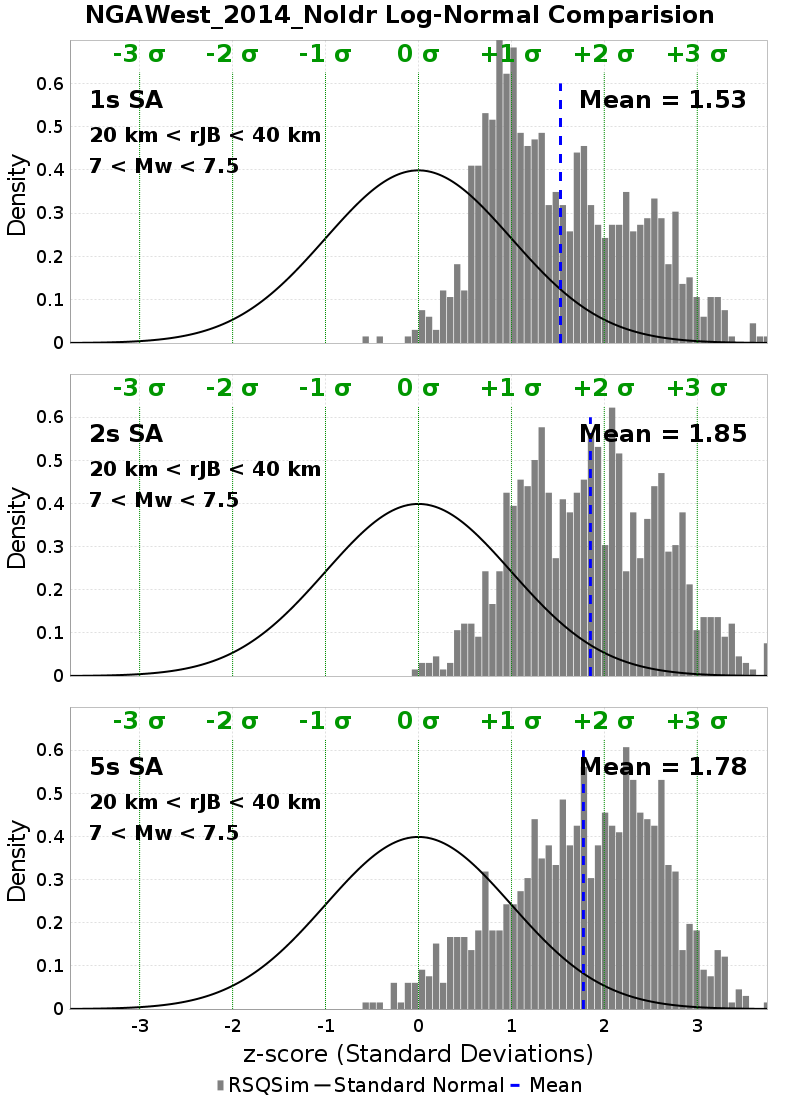 NGAWest_2014_NoIdr Log-Normal Comparision
-3 σ -2 σ -1 σ 0 σ +1 σ +2 σ +3 σ
1s SA
Mean = 1.53
20 km < rJB < 40 km
7 < Mw < 7.5
Density
0.6
0.5
0.4
0.3
0.2
0.1
0
-3 σ -2 σ -1 σ 0 σ +1 σ +2 σ +3 σ
2s SA
Mean = 1.85
20 km < rJB < 40 km
7 < Mw < 7.5
Density
0.6
0.5
0.4
0.3
0.2
0.1
0
-3 σ -2 σ -1 σ 0 σ +1 σ +2 σ +3 σ
5s SA
Mean = 1.78
20 km < rJB < 40 km
7 < Mw < 7.5
Density
0.6
0.5
0.4
0.3
0.2
0.1
0
-3 -2 -1 0 1 2 3
z-score (Standard Deviations)
RSQSim Standard Normal Mean